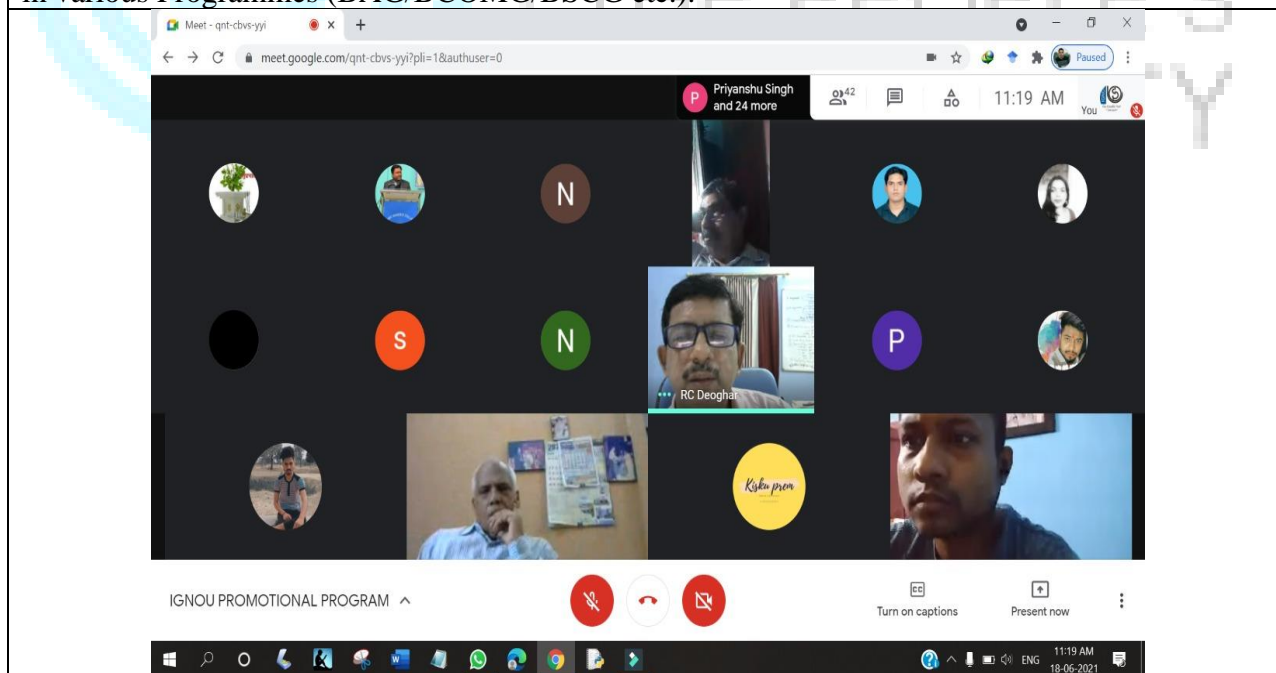 in various Programmes (BAG/BCOMG/BSCG etc.).
Meet - qnt-cbvs-yyi
meet.google.com/qnt-cbvs-yyi?pli=1&authuser=0
Paused
P
Priyanshu Singh
and 24 more
42
11:19 AM
You
N
S
N
P
RC Deoghar
Kisku prem
IGNOU PROMOTIONAL PROGRAM
CC
Turn on captions
Present now
ENG
11:19 AM
18-06-2021